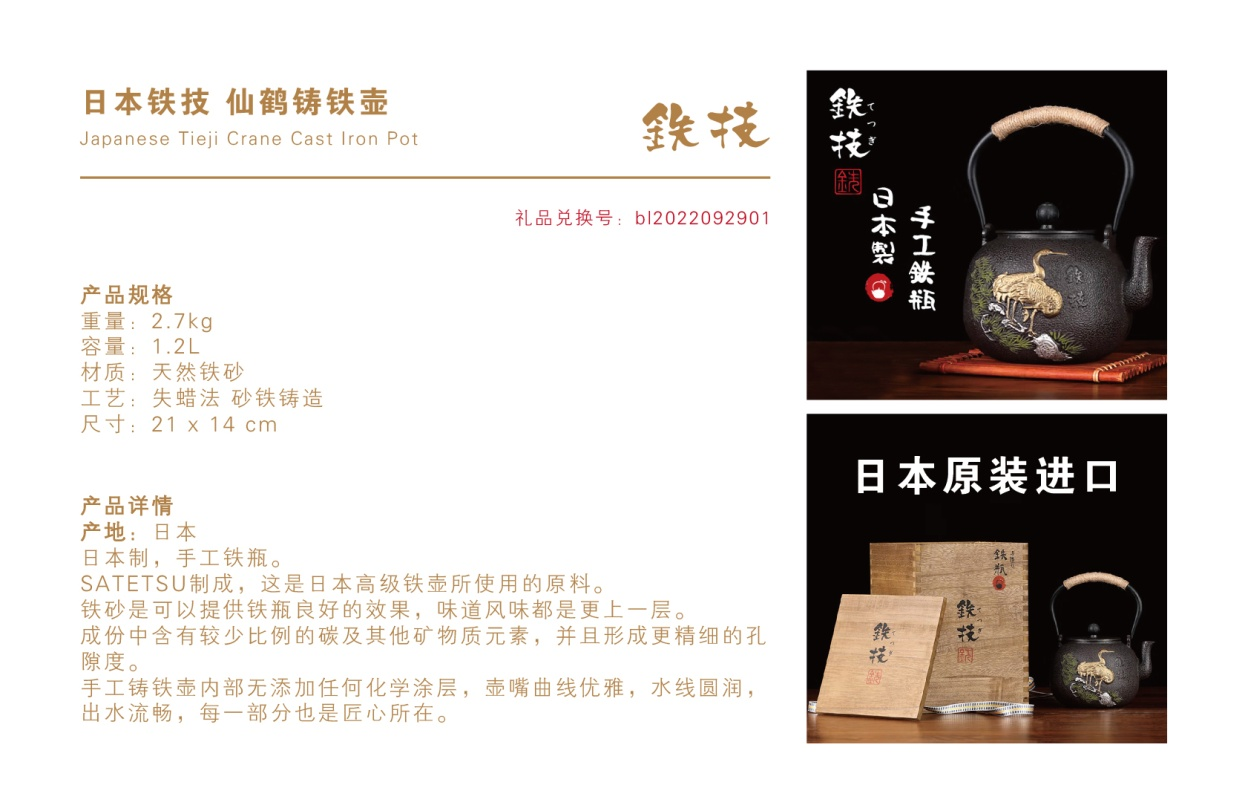 日本铁技 仙鹤铸铁壶
Japanese Tieji Crane Cast Iron Pot
鉄技
礼品兑换号：bl2022092901
产品规格
重量：2.7kg
容量：1.2L
材质：天然铁砂
工艺：失蜡法 砂铁铸造
尺寸：21 x 14 cm
产品详情
产地：日本
日本制，手工铁瓶。
SATETSU制成，这是日本高级铁壶所使用的原料。
铁砂是可以提供铁瓶良好的效果，味道风味都是更上一层。
成份中含有较少比例的碳及其他矿物质元素，并且形成更精细的孔
隙度。
手工铸铁壶内部无添加任何化学涂层，壶嘴曲线优雅，水线圆润，
出水流畅，每一部分也是匠心所在。
鉄技
てつぎ
日本製
手工鉄瓶
鉄技
日本原装进口
鉄瓶
鉄技
てつぎ
鉄技
てつぎ